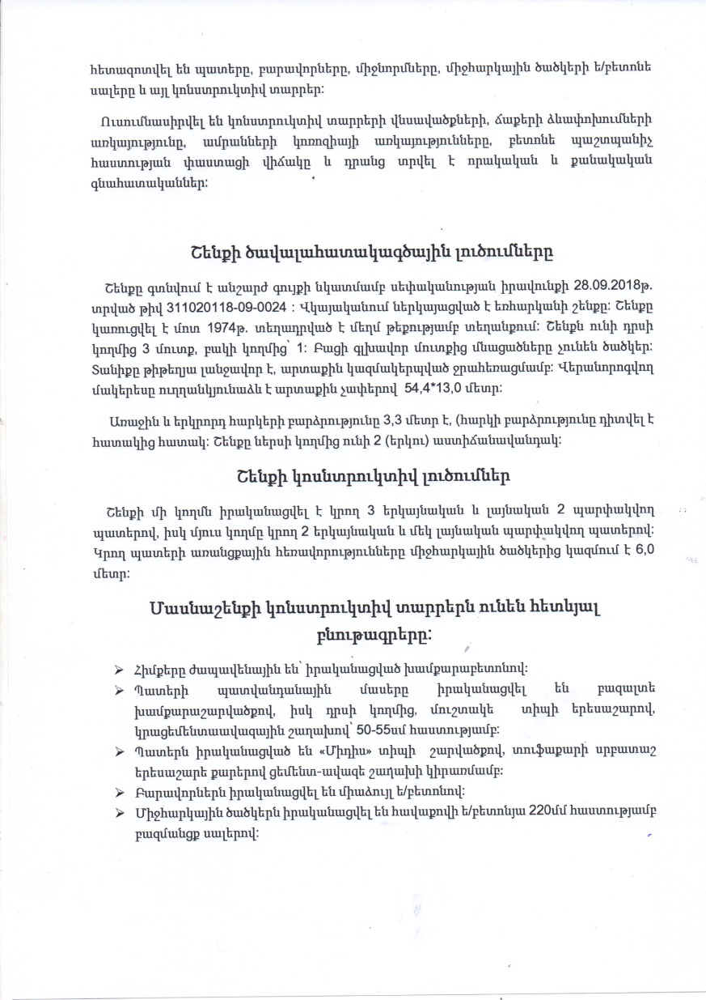 հետազոտվել են պատերը, բարավորները, միջնորմները, միջհարկային ծածկերի ե/բետոնե
սալերը և այլ կոնստրուկտիվ տարրեր:
Ուսումնասիրվել են կոնստրուկտիվ տարրերի վնսավածքների, ճաքերի ձևափոխումների
առկայությունը, ամրանների կոռոզիայի առկայությունները, բետոնե պաշտպանիչ
հաստության փաստացի վիճակը և դրանց տրվել է որակական և քանակական
գնահատականներ:
Շենքի ծավալահատակագծային լուծումները
Շենքը գտնվում է անշարժ գույքի նկատմամբ սեփականության իրավունքի 28.09.2018թ.
տրված թիվ 311020118-09-0024 : Վկայականում ներկայացված է եռհարկանի շենքը: Շենքը
կառուցվել է մոտ 1974թ. տեղադրված է մեղմ թեքությամբ տեղանքում: Շենքն ունի դրսի
կողմից 3 մուտք, բակի կողմից՝ 1: Բացի գլխավոր մուտքից մնացածները չունեն ծածկեր:
Տանիքը թիթեղյա լանջավոր է, արտաքին կազմակերպված ջրահեռացմամբ: Վերանորոգվող
մակերեսը ուղղանկյունաձև է արտաքին չափերով 54,4*13,0 մետր:
Առաջին և երկրորդ հարկերի բարձրությունը 3,3 մետր է, (հարկի բարձրությունը դիտվել է
հատակից հատակ: Շենքը ներսի կողմից ունի 2 (երկու) աստիճանավանդակ:
Շենքի կոսնտրուկտիվ լուծումներ
Շենքի մի կողմն իրականացվել է կրող 3 երկայնական և լայնական 2 պարփակվող
պատերով, իսկ մյուս կողմը կրող 2 երկայնական և մեկ լայնական պարփակվող պատերով:
Կրող պատերի առանցքային հեռավորությունները միջհարկային ծածկերից կազմում է 6,0
մետր:
Մասնաշենքի կոնստրուկտիվ տարրերն ունեն հետևյալ
բնութագրերը:
➢ Հիմքերը ժապավենային են՝ իրականացված խամքարաբետոնով:
➢ Պատերի պատվանդանային մասերը իրականացվել են բազալտե
խամքարաշարվածքով, իսկ դրսի կողմից, մուշտակե տիպի երեսաշարով,
կրացեմենտաավազային շաղախով՝ 50-55սմ հաստությամբ:
➢ Պատերն իրականացված են «Միդիս» տիպի շարվածքով, տուֆաքարի սրբատաշ
երեսաշարե քարերով ցեմենտ-ավազե շաղախի կիրառմամբ:
➢ Բարավորներն իրականացվել են միաձույլ ե/բետոնով:
➢ Միջհարկային ծածկերն իրականացվել են հավաքովի ե/բետոնյա 220մմ հաստությամբ
բազմանցք սալերով: